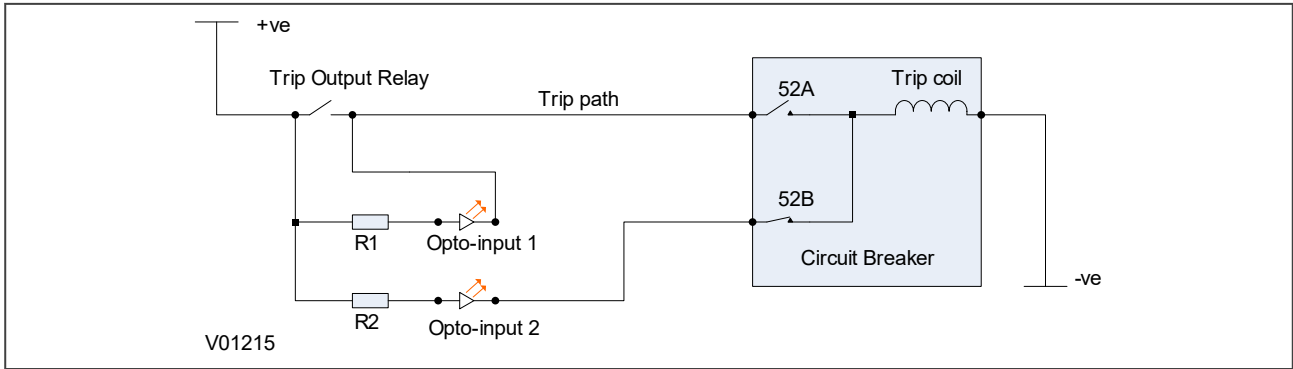 +ve
Trip Output Relay
Trip path
52A
Trip coil
52B
R1
Opto-input 1
Circuit Breaker
-ve
R2
Opto-input 2
V01215